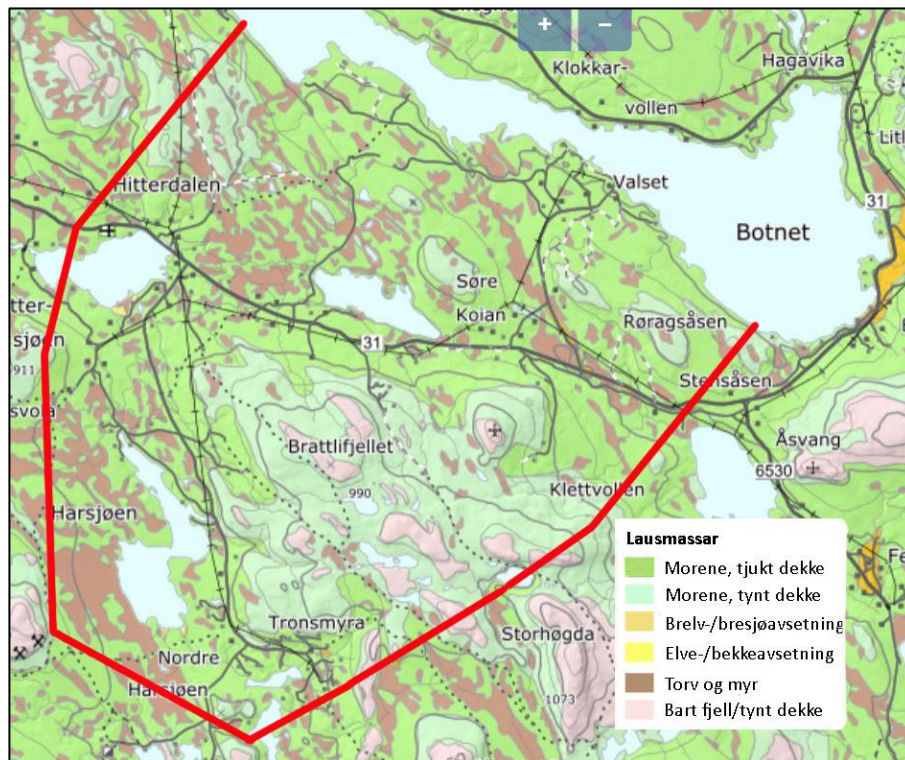 + −
Klokkar-
vollen
Hagavika
Litl
Hitterdalen
Valset
31
Botnet
Søre
Koian
tter-
sjøen
911
Røragsåsen
31
Stensåsen
svola
Brattlifjellet
Åsvang
990
6530
Klettvollen
Harsjøen
Fe
Tronsmyra
Storhøgda
Nordre
Harsjøen
1073
Lausmassar
Morene, tjukt dekke
Morene, tynt dekke
Brelv-/bresjøavsetning
Elve-/bekkeavsetning
Torv og myr
Bart fjell/tynt dekke